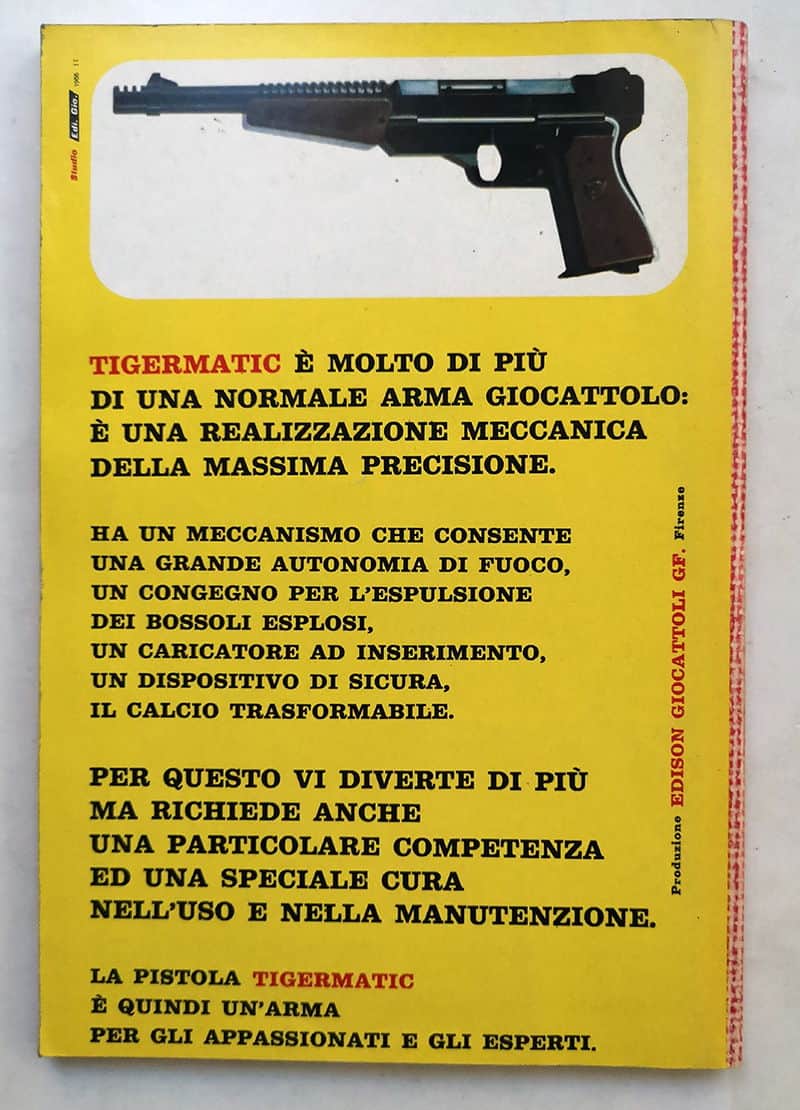 Studio Edi. Gio. 1966 II
TIGERMATIC È MOLTO DI PIÙ
DI UNA NORMALE ARMA GIOCATTOLO:
È UNA REALIZZAZIONE MECCANICA
DELLA MASSIMA PRECISIONE.
HA UN MECCANISMO CHE CONSENTE
UNA GRANDE AUTONOMIA DI FUOCO,
UN CONGEGNO PER L'ESPULSIONE
DEI BOSSOLI ESPLOSI,
UN CARICATORE AD INSERIMENTO,
UN DISPOSITIVO DI SICURA,
IL CALCIO TRASFORMABILE.
PER QUESTO VI DIVERTE DI PIÙ
MA RICHIEDE ANCHE
UNA PARTICOLARE COMPETENZA
ED UNA SPECIALE CURA
NELL'USO E NELLA MANUTENZIONE.
LA PISTOLA TIGERMATIC
È QUINDI UN'ARMA
PER GLI APPASSIONATI E GLI ESPERTI.
Produzione EDISON GIOCATTOLI GF. Firenze